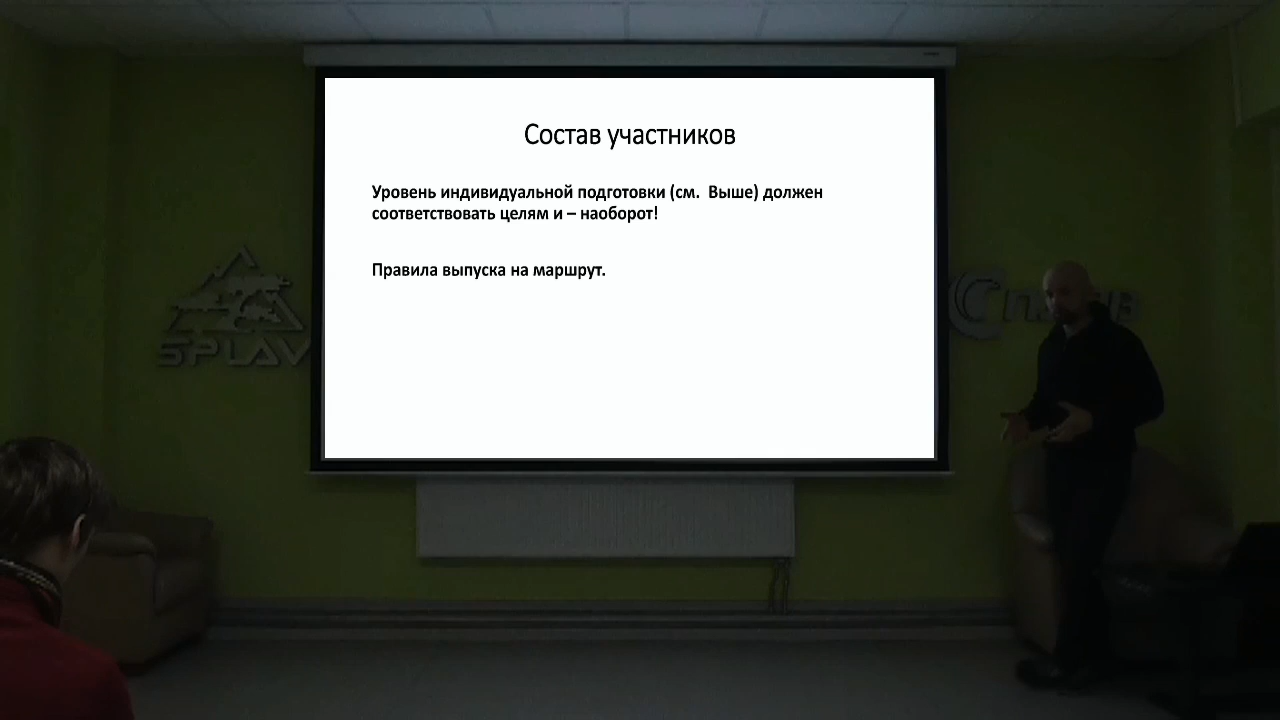 Состав участников
Уровень индивидуальной подготовки (см. Выше) должен
соответствовать целям и – наоборот!
Правила выпуска на маршрут.
SPLAV